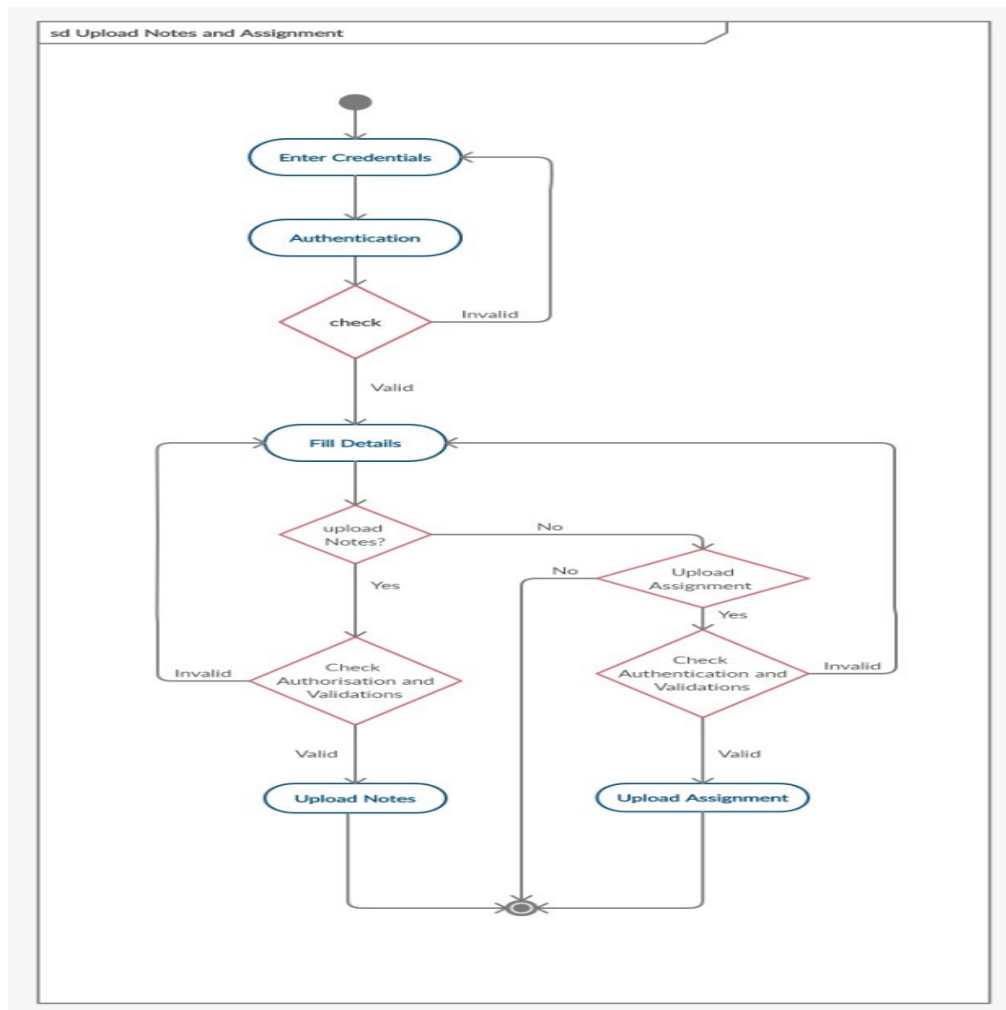 sd Upload Notes and Assignment
Enter Credentials
Authentication
check
Invalid
Valid
Fill Details
upload
Notes?
No
Yes
Upload
Assignment
No
Yes
Check
Authorisation and
Validations
Invalid
Check
Authentication and
Validations
Invalid
Valid
Valid
Upload Notes
Upload Assignment